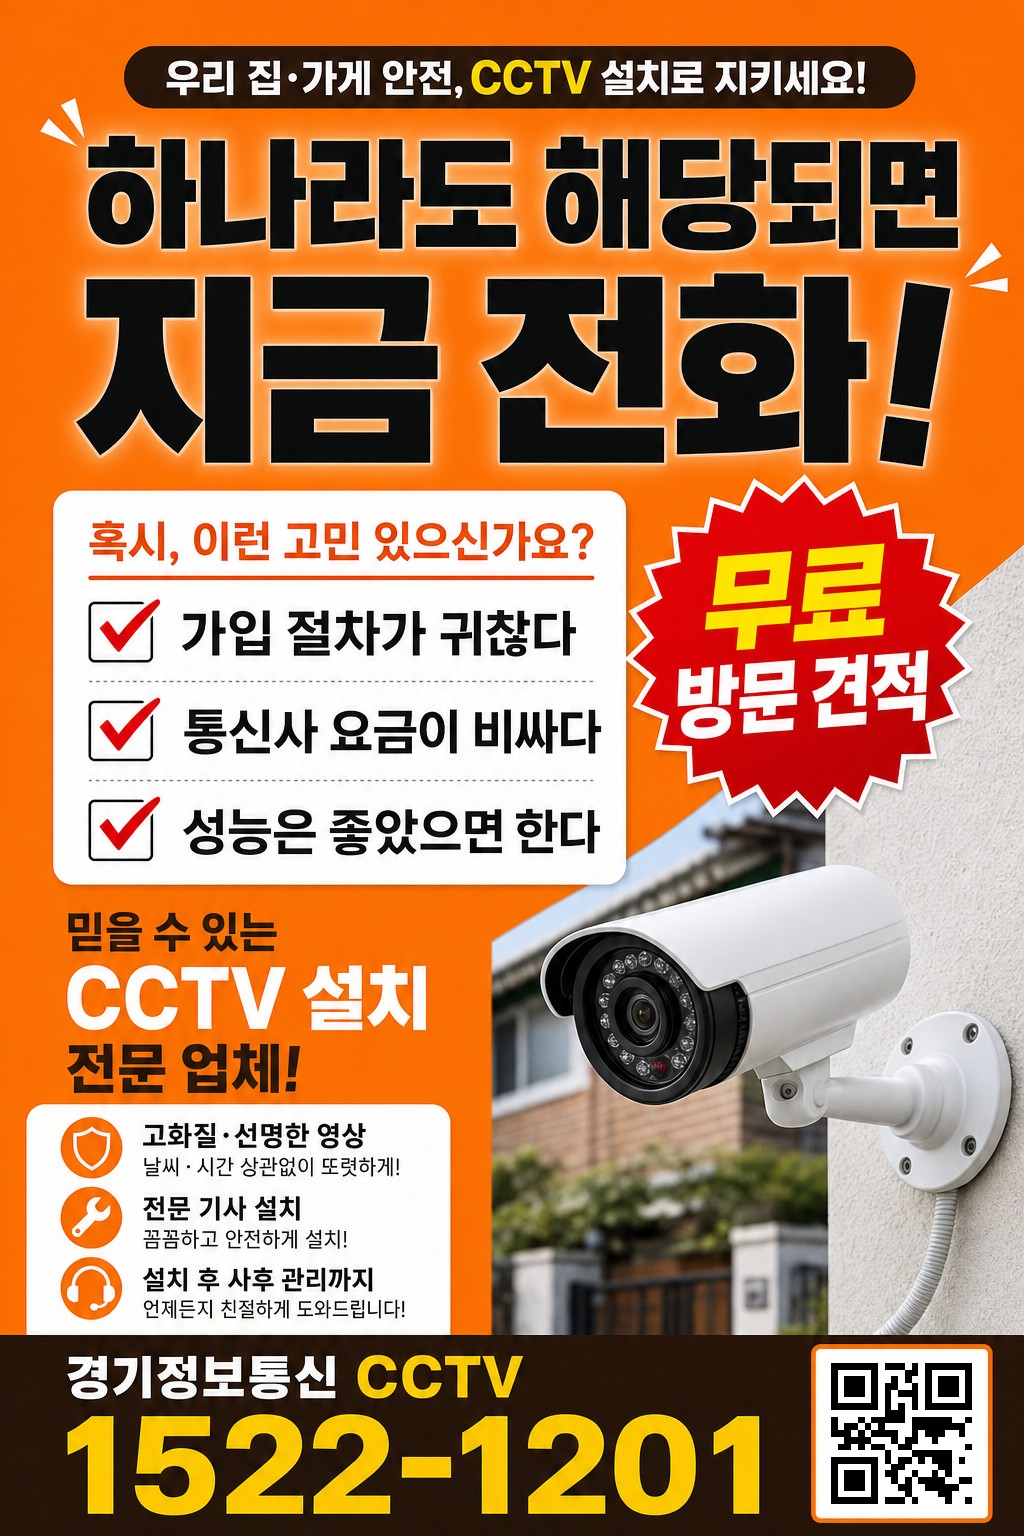 우리 집·가게 안전, CCTV 설치로 지키세요!
하나라도 해당되면
지금 전화!
혹시, 이런 고민 있으신가요?
가입 절차가 귀찮다
통신사 요금이 비싸다
성능은 좋았으면 한다
무료
방문 견적
믿을 수 있는
CCTV 설치
전문 업체!
고화질·선명한 영상
날씨·시간 상관없이 또렷하게!
전문 기사 설치
꼼꼼하고 안전하게 설치!
설치 후 사후 관리까지
언제든지 친절하게 도와드립니다!
경기정보통신 CCTV
1522-1201